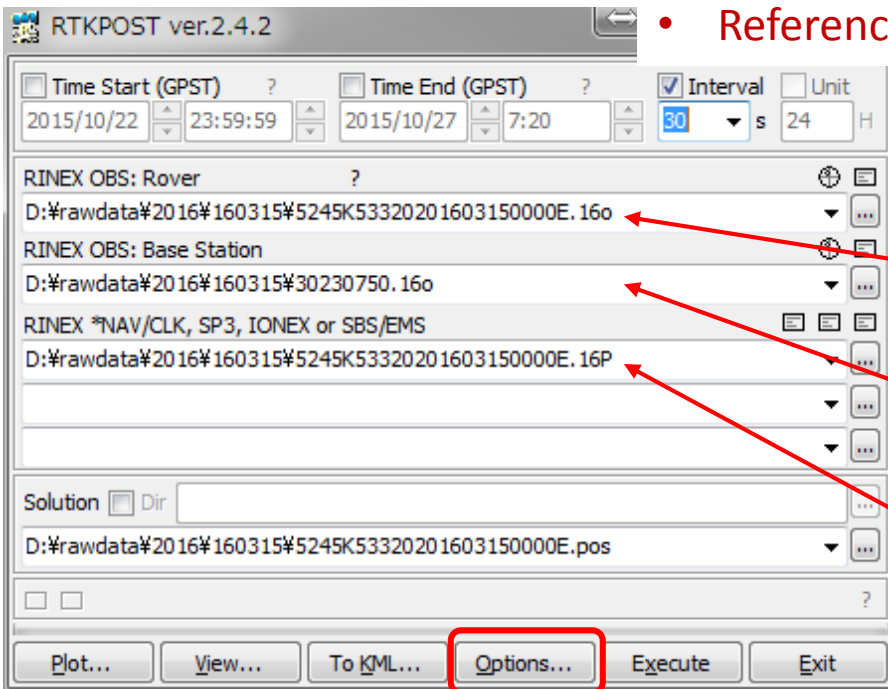 RTKPOST ver.2.4.2
• Referenc
Time Start (GPST) ? Time End (GPST) ? Interval Unit
2015/10/22 23:59:59 2015/10/27 7:20 30 s 24 H
RINEX OBS: Rover ?
D:¥rawdata¥2016¥160315¥5245K53320201603150000E.16o
...
RINEX OBS: Base Station
D:¥rawdata¥2016¥160315¥30230750.16o
...
RINEX *NAV/CLK, SP3, IONEX or SBS/EMS
D:¥rawdata¥2016¥160315¥5245K53320201603150000E.16P
...
...
...
Solution Dir
...
D:¥rawdata¥2016¥160315¥5245K53320201603150000E.pos
...
?
Plot... View... To KML... Options... Execute Exit